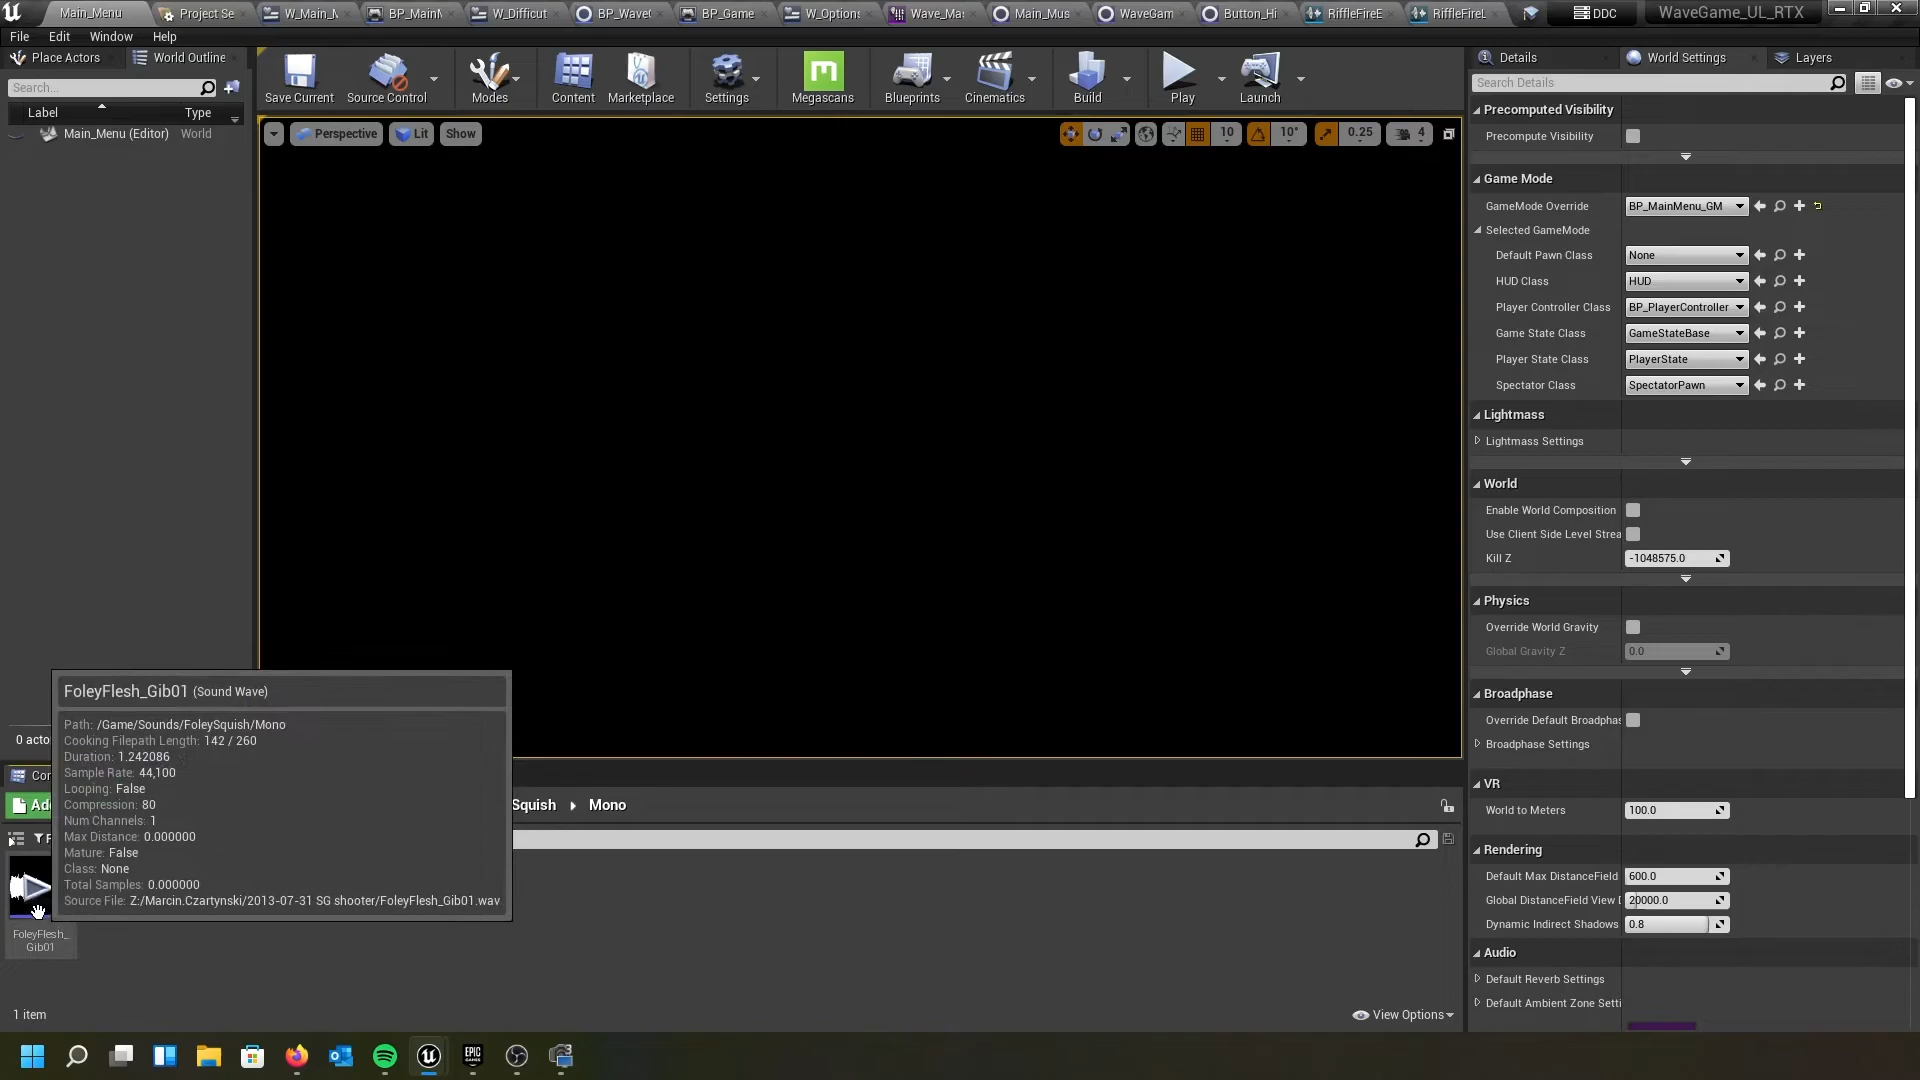 Main_Menu
Project Se
W_Main_M
BP_MainM
W_Difficult
BP_WaveG
BP_Game
W_Options
Wave_Mas
Main_Mus
WaveGam
Button_Hi
RiffleFireE
RiffleFireL
DDC
WaveGame_UL_RTX
File Edit Window Help
Place Actors
World Outline
Search...
Label Type
Main_Menu (Editor) World
Save Current
Source Control
Modes
Content
Marketplace
Settings
Megascans
Blueprints
Cinematics
Build
Play
Launch
Perspective Lit Show
10 10° 0.25 4
Details
World Settings
Layers
Search Details
Precomputed Visibility
Precompute Visibility
Game Mode
GameMode Override BP_MainMenu_GM
Selected GameMode
Default Pawn Class None
HUD Class HUD
Player Controller Class BP_PlayerController
Game State Class GameStateBase
Player State Class PlayerState
Spectator Class SpectatorPawn
Lightmass
Lightmass Settings
World
Enable World Composition
Use Client Side Level Strea
Kill Z -1048575.0
Physics
Override World Gravity
Global Gravity Z 0.0
Broadphase
Override Default Broadphas
Broadphase Settings
VR
World to Meters 100.0
Rendering
Default Max DistanceField 600.0
Global DistanceField View D 20000.0
Dynamic Indirect Shadows 0.8
Audio
Default Reverb Settings
Default Ambient Zone Setti
FoleyFlesh_Gib01 (Sound Wave)
Path: /Game/Sounds/FoleySquish/Mono
Cooking Filepath Length: 142 / 260
Duration: 1.242086
Sample Rate: 44,100
Looping: False
Compression: 80
Num Channels: 1
Max Distance: 0.000000
Mature: False
Class: None
Total Samples: 0.000000
Source File: Z:/Marcin.Czartynski/2013-07-31 SG shooter/FoleyFlesh_Gib01.wav
0 acto
Con
Add
Squish Mono
F
FoleyFlesh_
Gib01
1 item
View Options
EPIC
GAMES